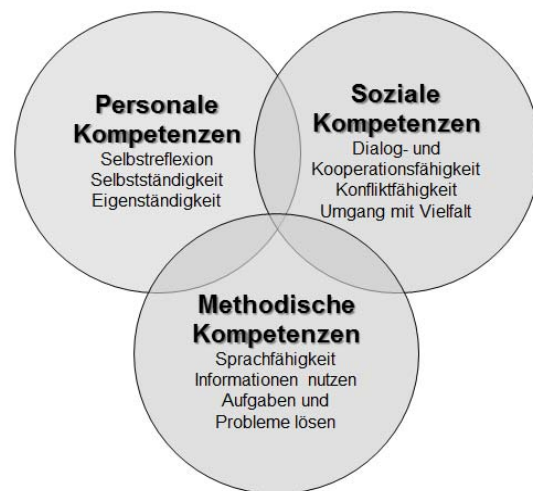 Personale
Kompetenzen
Selbstreflexion
Selbstständigkeit
Eigenständigkeit
Soziale
Kompetenzen
Dialog- und
Kooperationsfähigkeit
Konfliktfähigkeit
Umgang mit Vielfalt
Methodische
Kompetenzen
Sprachfähigkeit
Informationen nutzen
Aufgaben und
Probleme lösen